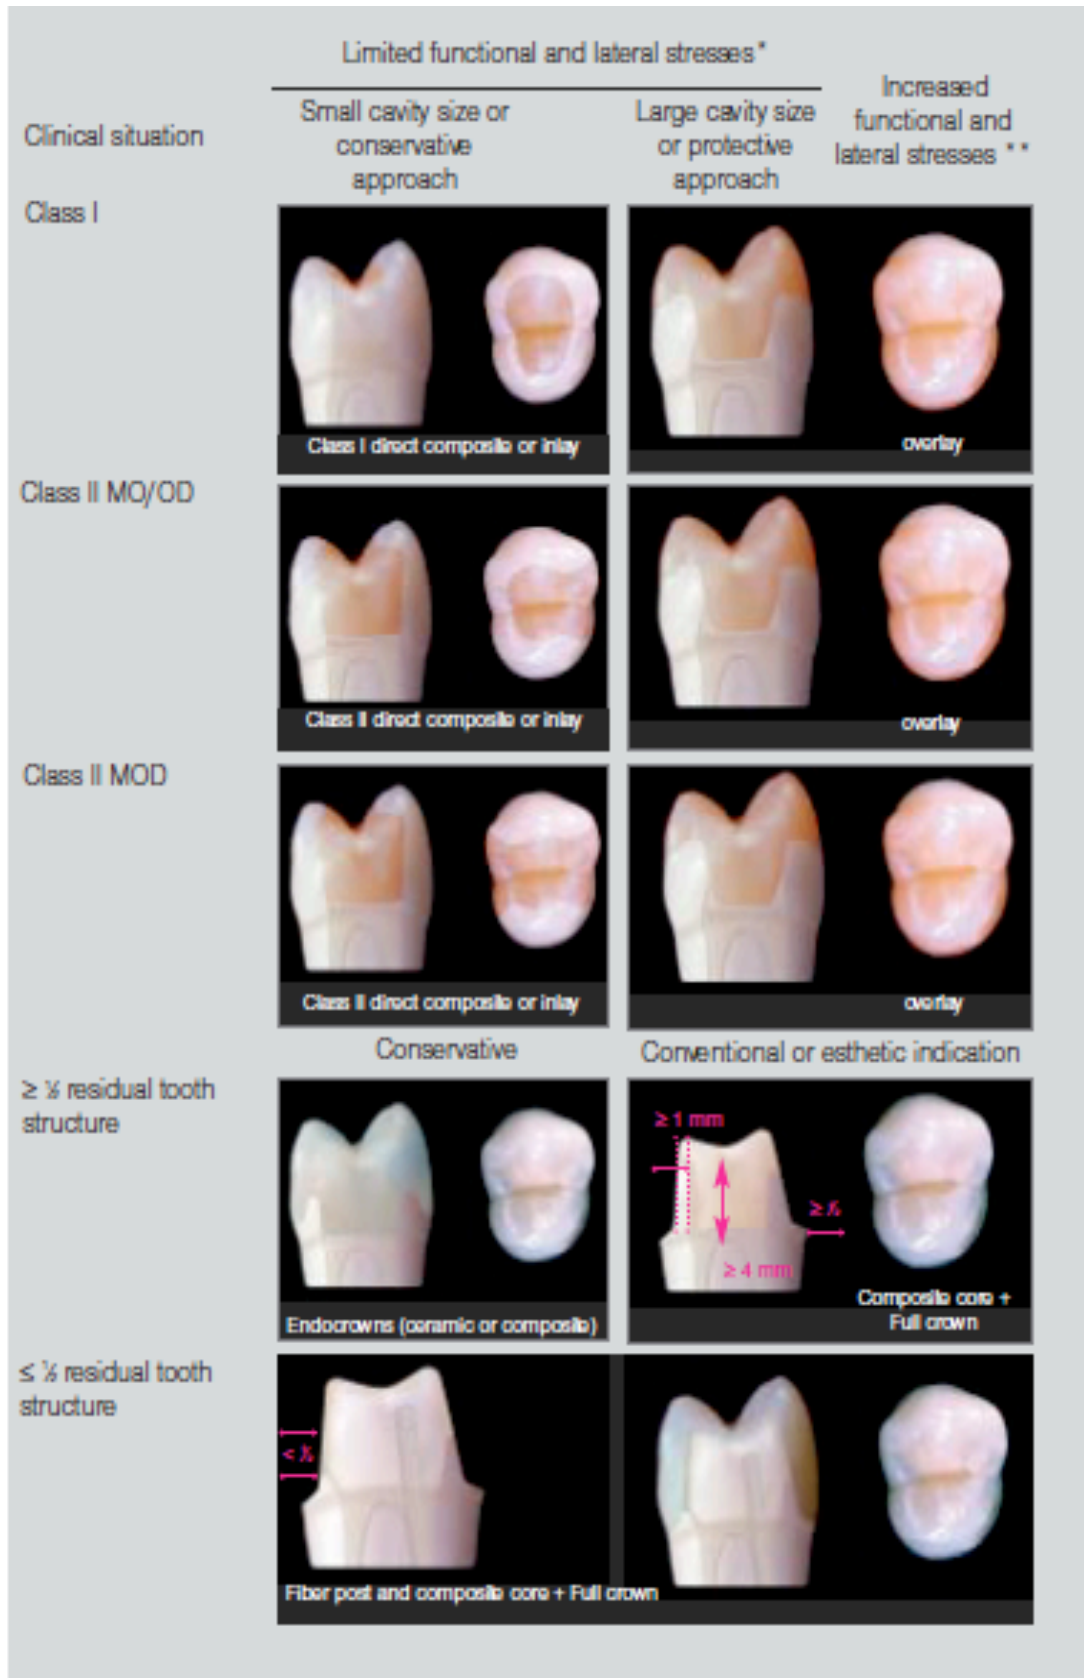 Limited functional and lateral stresses*
Clinical situation
Small cavity size or
conservative
approach
Large cavity size
or protective
approach
Increased
functional and
lateral stresses **
Class I
Class I direct composite or inlay
overlay
Class II MO/OD
Class II direct composite or inlay
overlay
Class II MOD
Class II direct composite or inlay
overlay
Conservative
Conventional or esthetic indication
≥ residual tooth
structure
Endocrowns (ceramic or composite)
≥ 1 mm
≥
≥ 4 mm
Composite core +
Full crown
≤ residual tooth
structure
<
Fiber post and composite core + Full crown